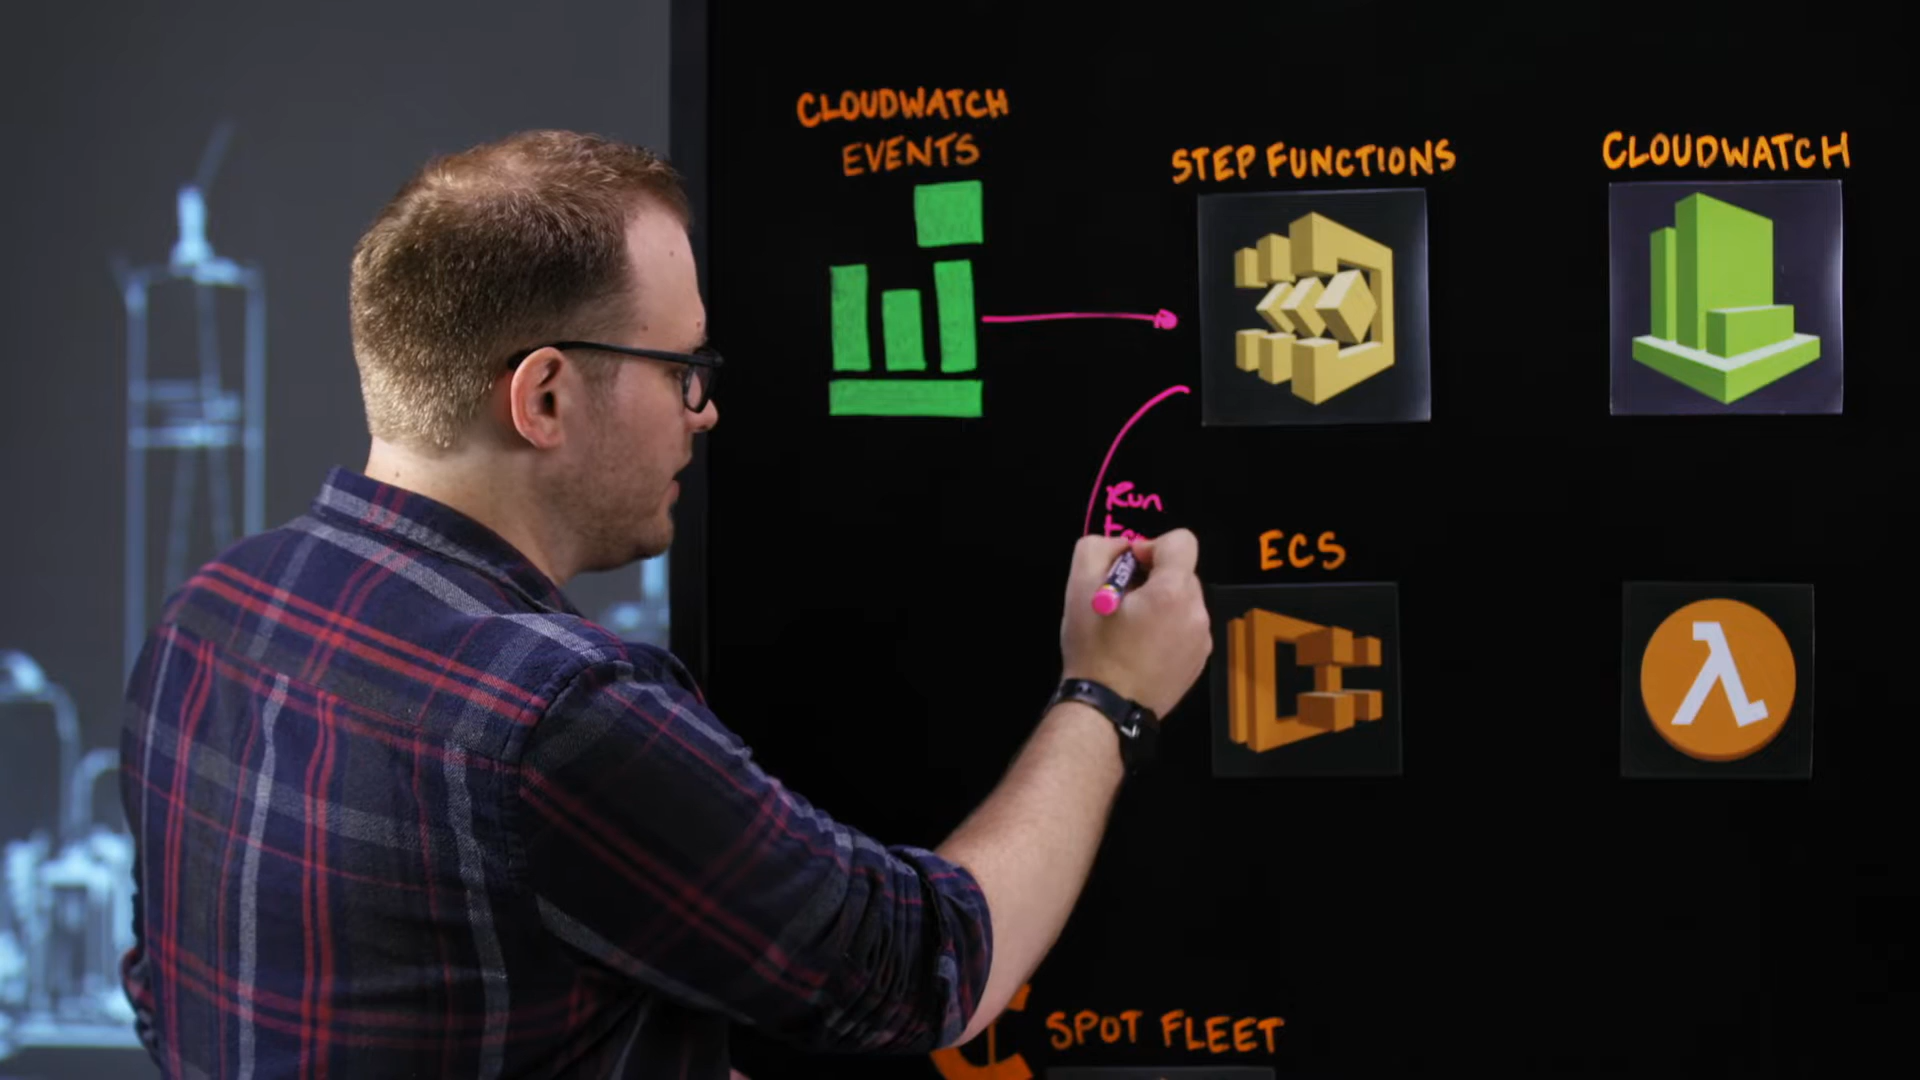 CLOUDWATCH
EVENTS
STEP FUNCTIONS
CLOUDWATCH
Run
ECS
λ
SPOT FLEET